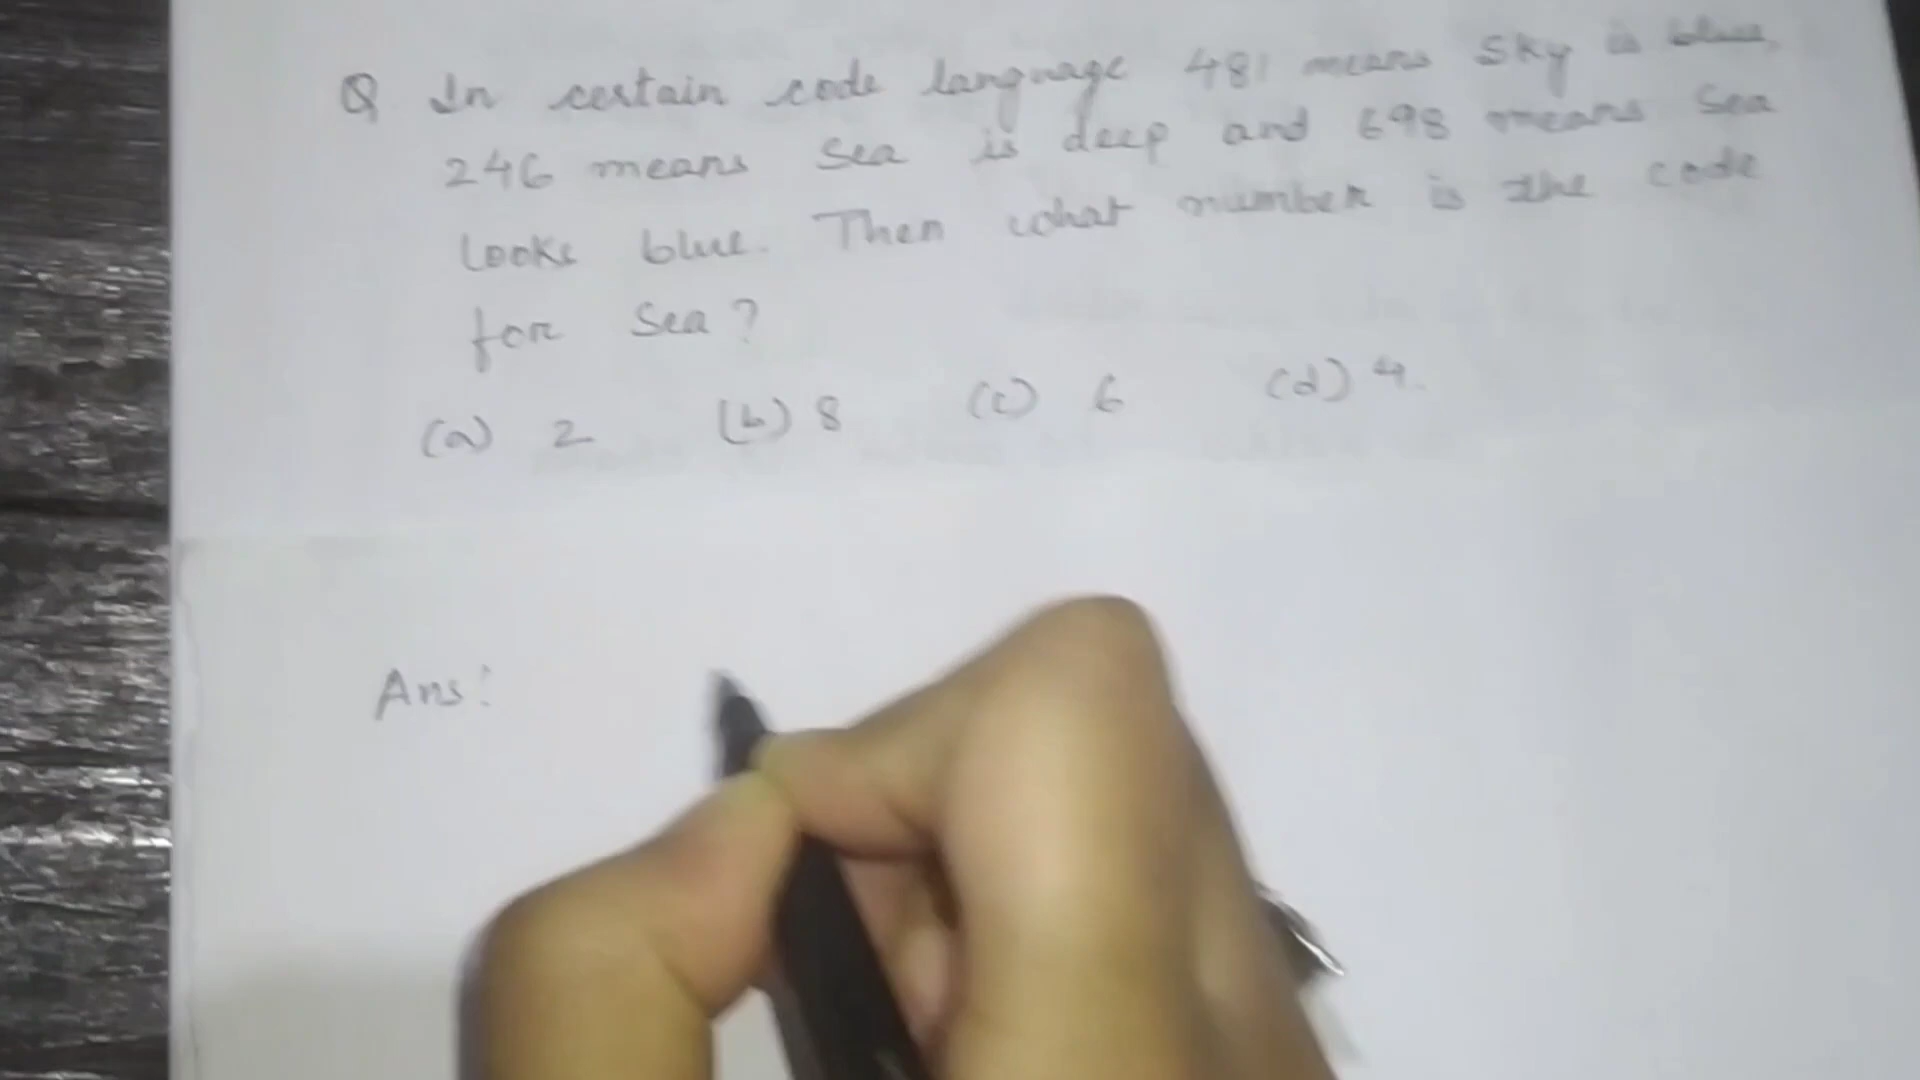 Q In certain code language 481 means Sky is blue,
246 means Sea is deep and 698 means Sea
looks blue. Then what number is the code
for Sea?
(a) 2 (b) 8 (c) 6 (d) 4.
Ans: